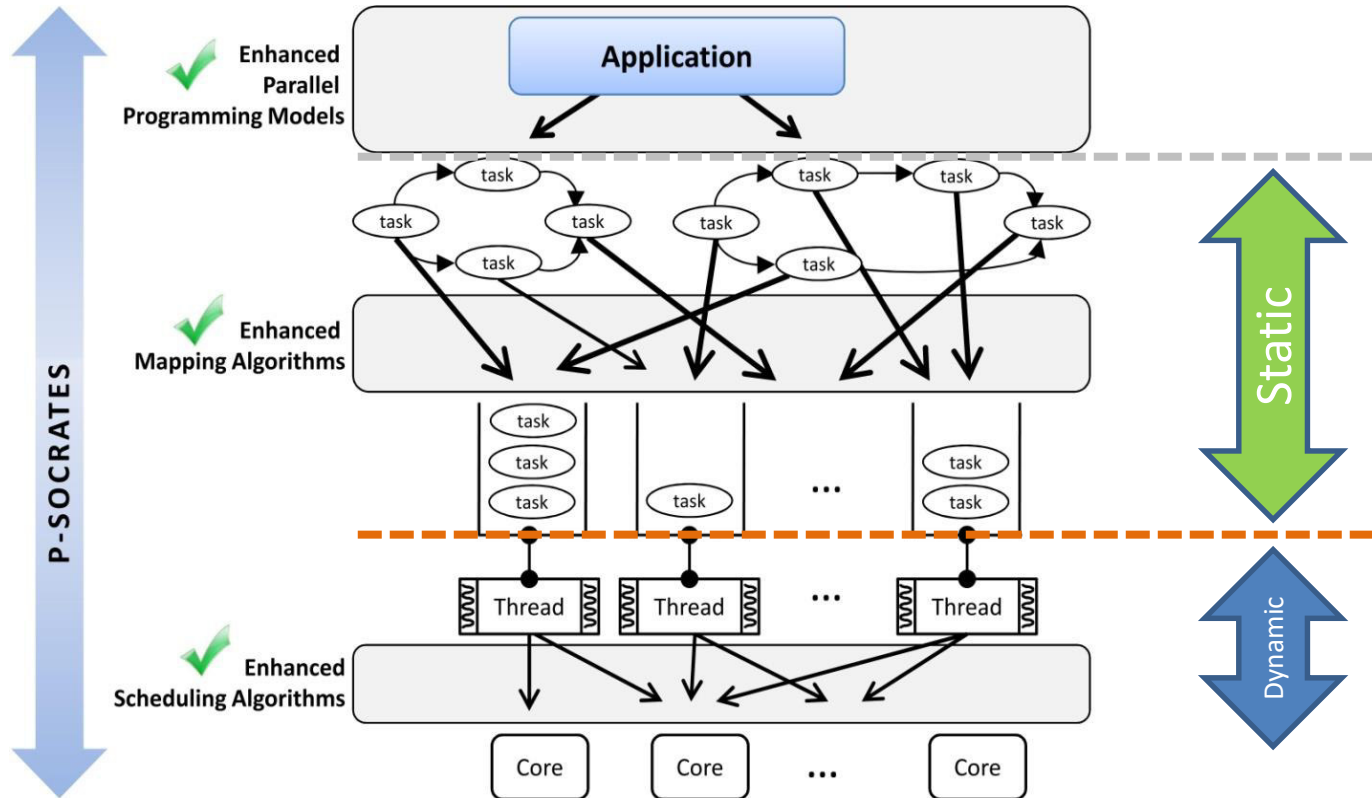 Enhanced
Parallel
Programming Models
Application
task
task
task
task
task
task
task
task
task
task
Enhanced
Mapping Algorithms
Static
P-SOCRATES
task
task
task
task
task
task
...
Thread
Thread
...
Thread
Enhanced
Scheduling Algorithms
Dynamic
Core
Core
...
Core